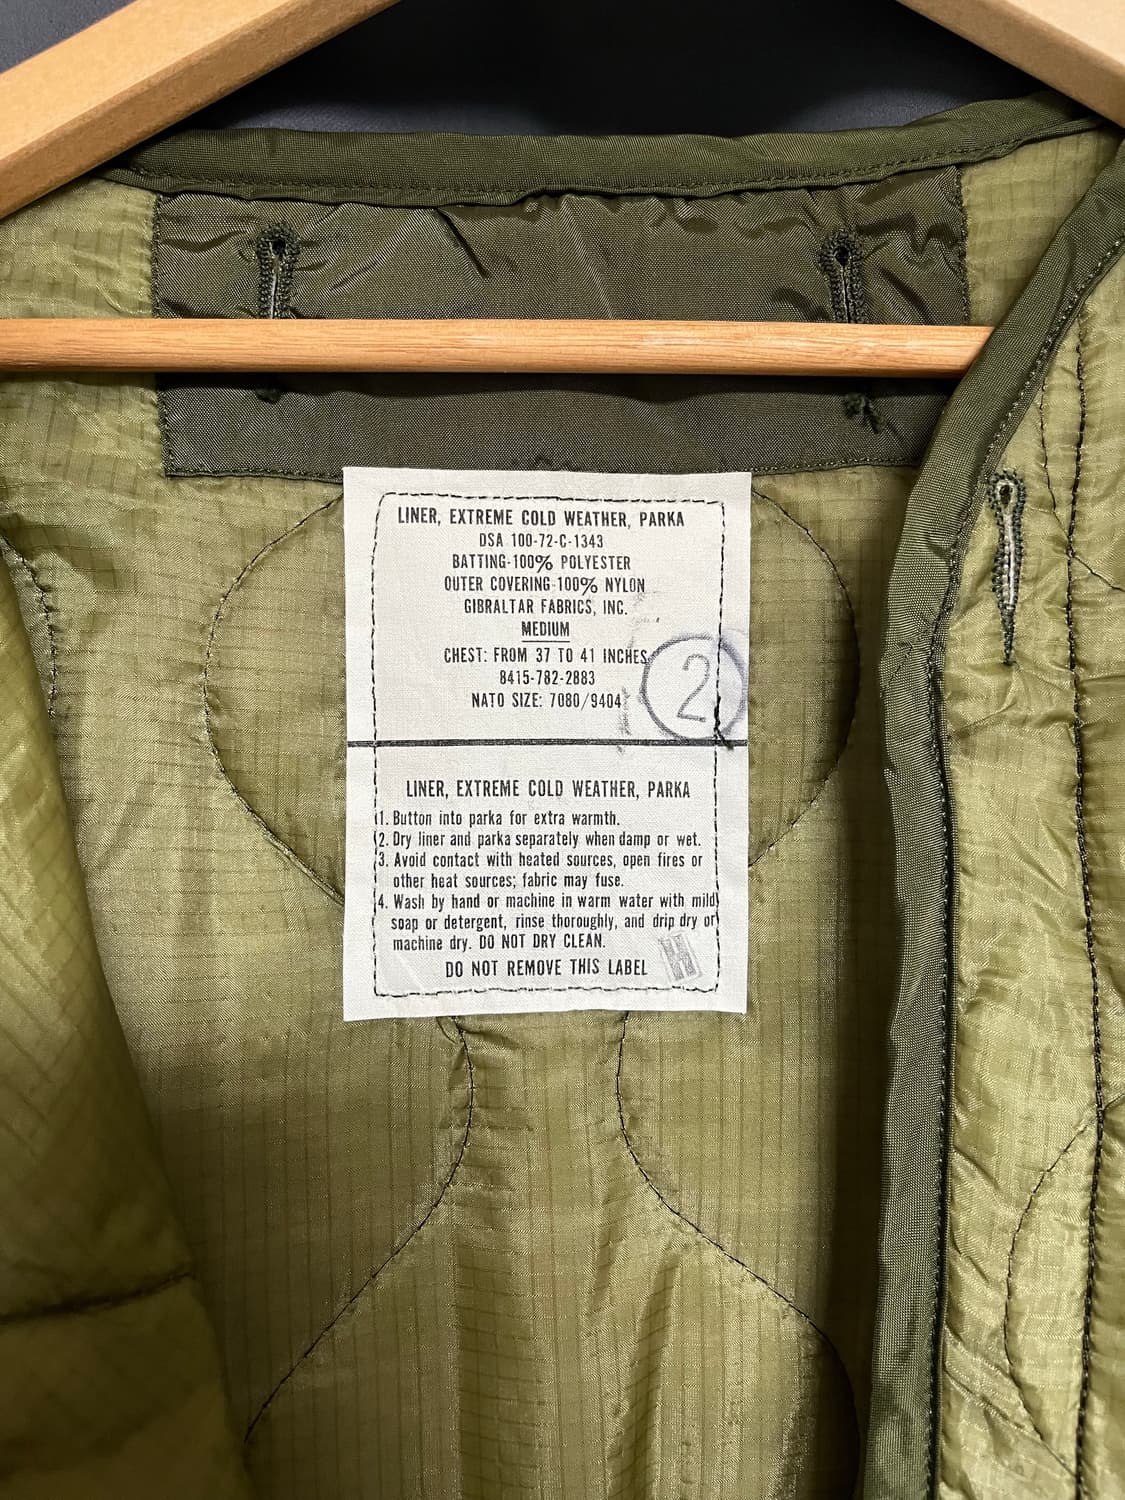 LINER, EXTREME COLD WEATHER, PARKA
DSA 100-72-C-1343
BATTING-100% POLYESTER
OUTER COVERING-100% NYLON
GIBRALTAR FABRICS, INC.
MEDIUM
CHEST: FROM 37 TO 41 INCHES
8415-782-2883
NATO SIZE: 7080/9404
2
LINER, EXTREME COLD WEATHER, PARKA
1. Button into parka for extra warmth.
2. Dry liner and parka separately when damp or wet.
3. Avoid contact with heated sources, open fires or
other heat sources; fabric may fuse.
4. Wash by hand or machine in warm water with mild
soap or detergent, rinse thoroughly, and drip dry or
machine dry. DO NOT DRY CLEAN.
DO NOT REMOVE THIS LABEL